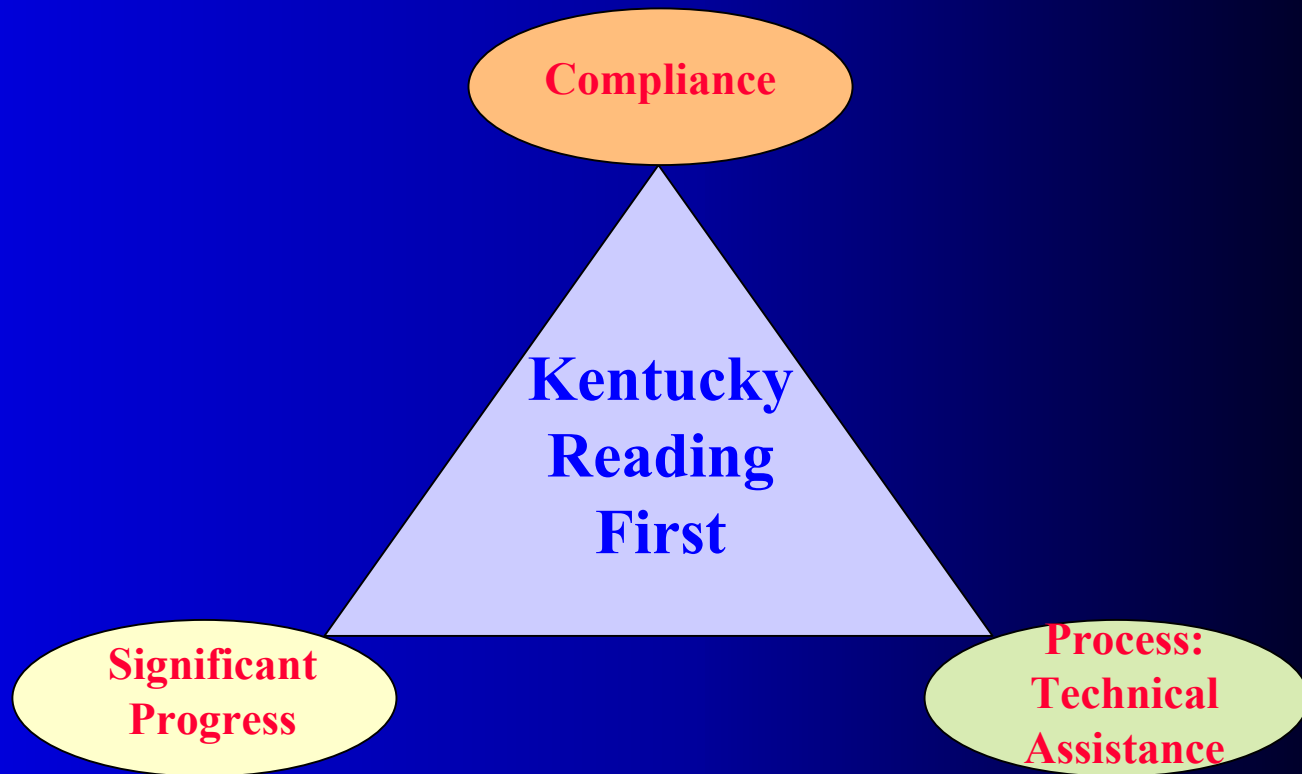 Compliance
Kentucky
Reading
First
Significant
Progress
Process:
Technical
Assistance